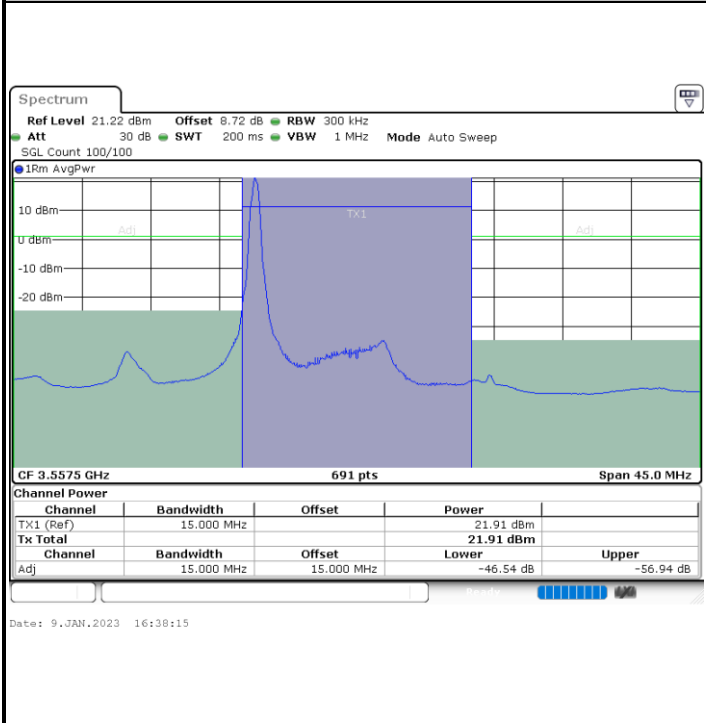 Spectrum
Ref Level 21.22 dBm Offset 8.72 dB RBW 300 kHz
Att 30 dB SWT 200 ms VBW 1 MHz Mode Auto Sweep
SGL Count 100/100
1Rm AvgPwr
10 dBm
TX1
Adj
Adj
0 dBm
-10 dBm
-20 dBm
CF 3.5575 GHz 691 pts Span 45.0 MHz
Channel Power
Channel Bandwidth Offset Power
TX1 (Ref) 15.000 MHz 21.91 dBm
Tx Total 21.91 dBm
Channel Bandwidth Offset Lower Upper
Adj 15.000 MHz 15.000 MHz -46.54 dB -56.94 dB
Ready
Date: 9.JAN.2023 16:38:15